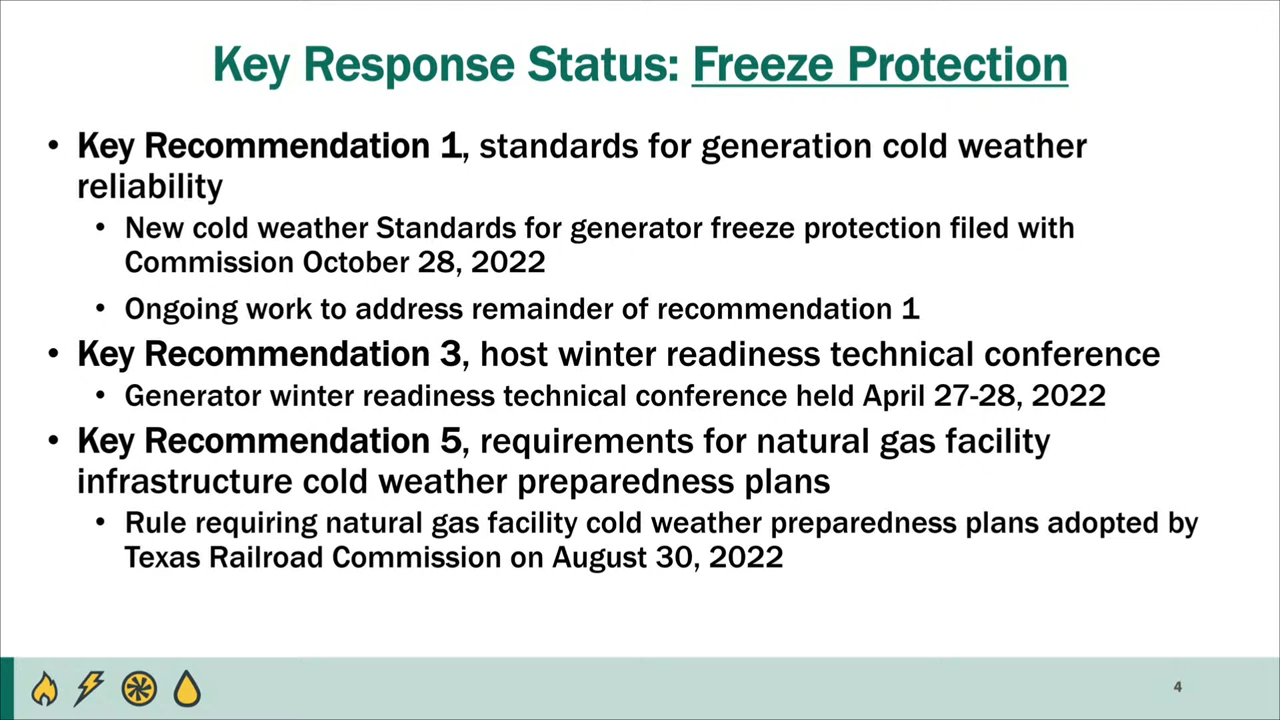 Key Response Status: Freeze Protection
• Key Recommendation 1, standards for generation cold weather
reliability
• New cold weather Standards for generator freeze protection filed with
Commission October 28, 2022
• Ongoing work to address remainder of recommendation 1
• Key Recommendation 3, host winter readiness technical conference
• Generator winter readiness technical conference held April 27-28, 2022
• Key Recommendation 5, requirements for natural gas facility
infrastructure cold weather preparedness plans
• Rule requiring natural gas facility cold weather preparedness plans adopted by
Texas Railroad Commission on August 30, 2022
4